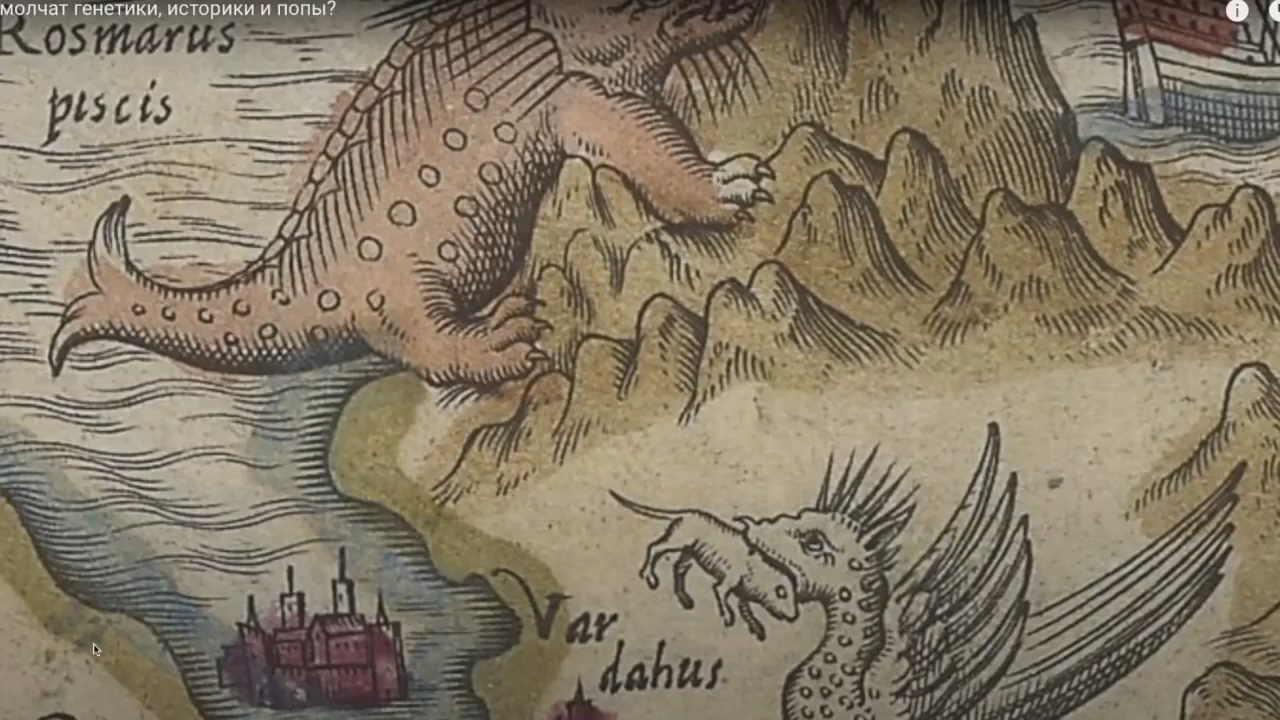 молчат генетики, историки и попы?
Rosmarus
piscis
Var
dahus